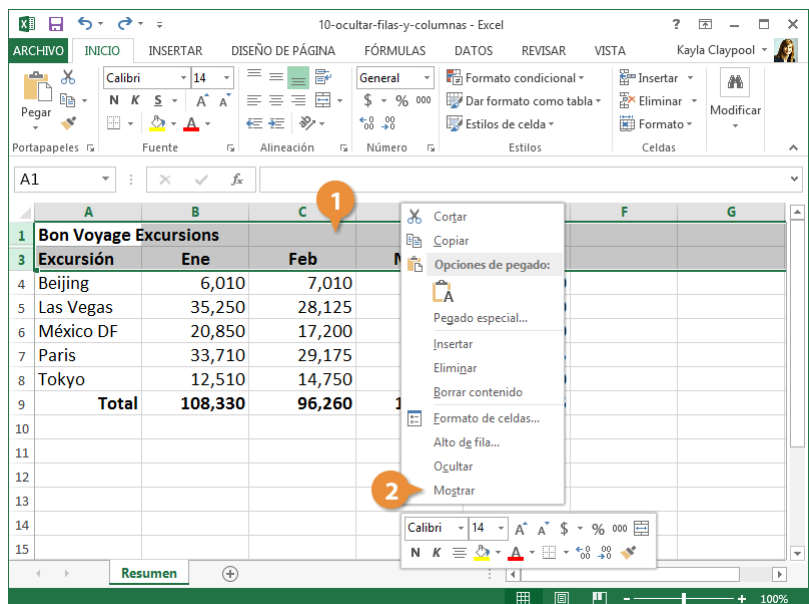 10-ocultar-filas-y-columnas - Excel
ARCHIVO INICIO INSERTAR DISEÑO DE PÁGINA FÓRMULAS DATOS REVISAR VISTA Kayla Claypool
Pegar
Calibri 14
N K S A A
A
General
$ % 000
Formato condicional
Dar formato como tabla
Estilos de celda
Insertar
Eliminar
Formato
Modificar
Portapapeles Fuente Alineación Número Estilos Celdas
A1 fx
1
A B C F G
1 Bon Voyage Excursions
3 Excursión Ene Feb
4 Beijing 6,010 7,010
5 Las Vegas 35,250 28,125
6 México DF 20,850 17,200
7 Paris 33,710 29,175
8 Tokyo 12,510 14,750
9 Total 108,330 96,260 1
10
11
12
13
14
15
Cortar
Copiar
Opciones de pegado:
A
Pegado especial...
Insertar
Eliminar
Borrar contenido
Formato de celdas...
Alto de fila...
Ocultar
2
Mostrar
Calibri 14 A A $ % 000
N K A
Resumen
100%